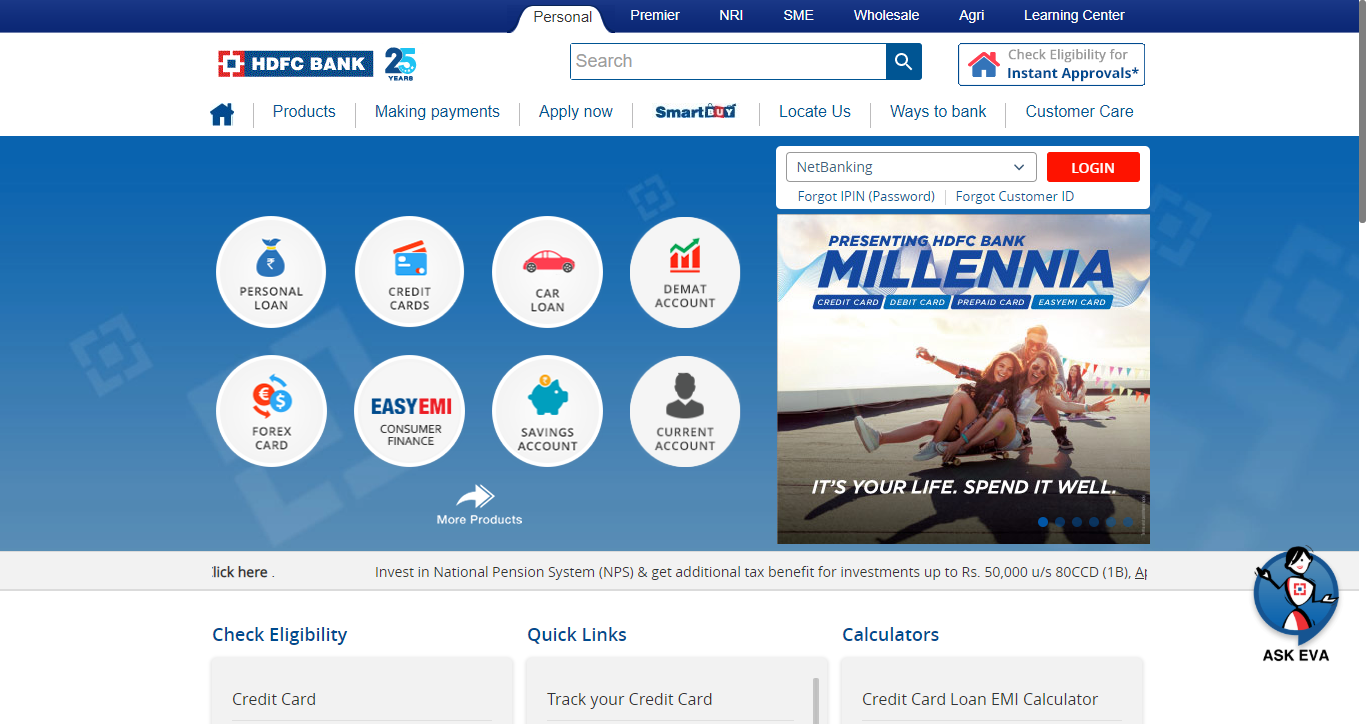 Personal
Premier
NRI
SME
Wholesale
Agri
Learning Center
HDFC BANK
25
YEARS
Search
Check Eligibility for
Instant Approvals*
Products
Making payments
Apply now
SmartBUY
Locate Us
Ways to bank
Customer Care
NetBanking
LOGIN
Forgot IPIN (Password)
Forgot Customer ID
PERSONAL
LOAN
CREDIT
CARDS
CAR
LOAN
DEMAT
ACCOUNT
FOREX
CARD
EASYEMI
CONSUMER
FINANCE
SAVINGS
ACCOUNT
CURRENT
ACCOUNT
More Products
PRESENTING HDFC BANK
MILLENNIA
CREDIT CARD
DEBIT CARD
PREPAID CARD
EASYEMI CARD
IT'S YOUR LIFE. SPEND IT WELL.
lick here .
Invest in National Pension System (NPS) & get additional tax benefit for investments up to Rs. 50,000 u/s 80CCD (1B),
ASK EVA
Check Eligibility
Credit Card
Quick Links
Track your Credit Card
Calculators
Credit Card Loan EMI Calculator